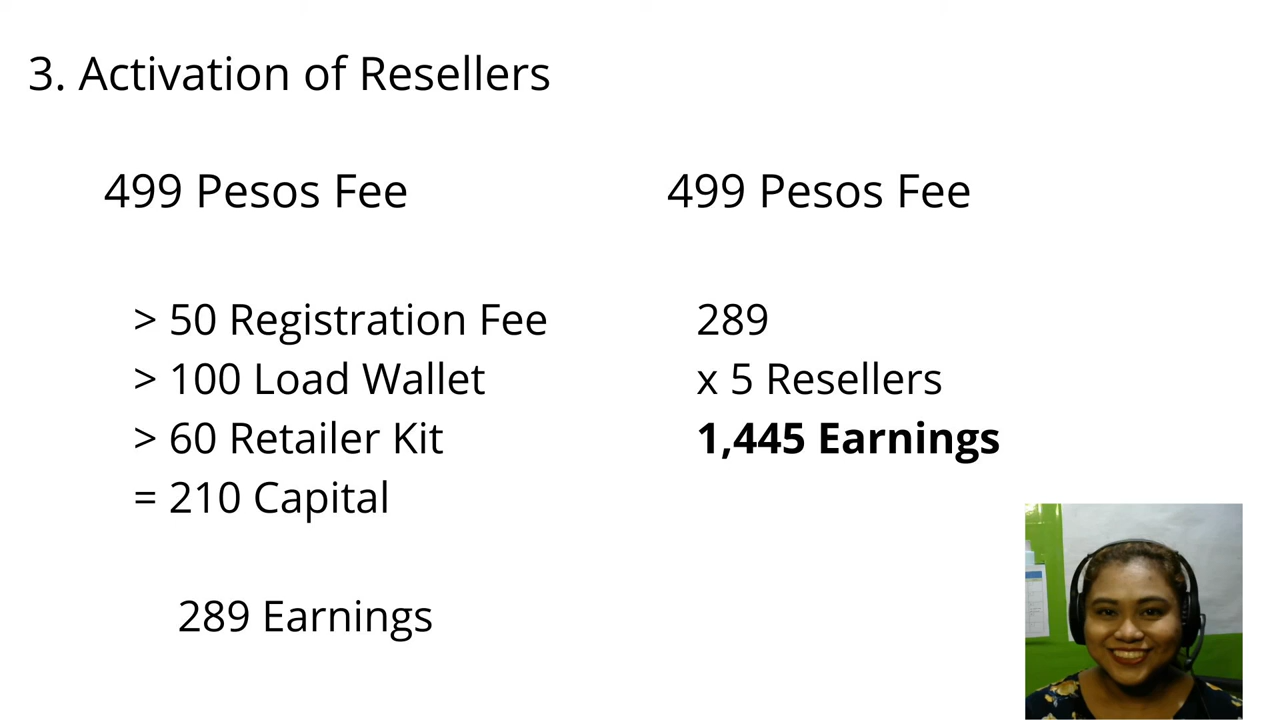 3. Activation of Resellers
499 Pesos Fee
> 50 Registration Fee
> 100 Load Wallet
> 60 Retailer Kit
= 210 Capital
289 Earnings
499 Pesos Fee
289
x 5 Resellers
1,445 Earnings